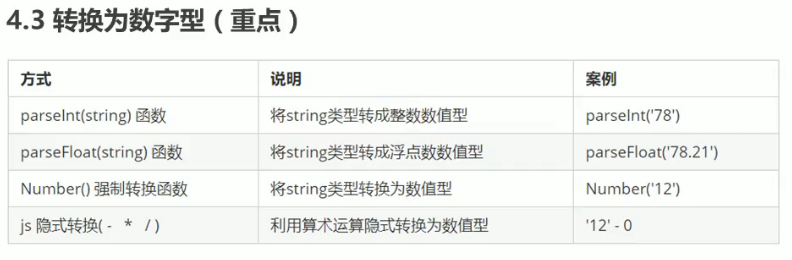 4.3 转换为数字型（重点）
方式 说明 案例
parseInt(string) 函数 将string类型转成整数数值型 parseInt('78')
parseFloat(string) 函数 将string类型转成浮点数数值型 parseFloat('78.21')
Number() 强制转换函数 将string类型转换为数值型 Number('12')
js 隐式转换( - * / ) 利用算术运算隐式转换为数值型 '12' - 0